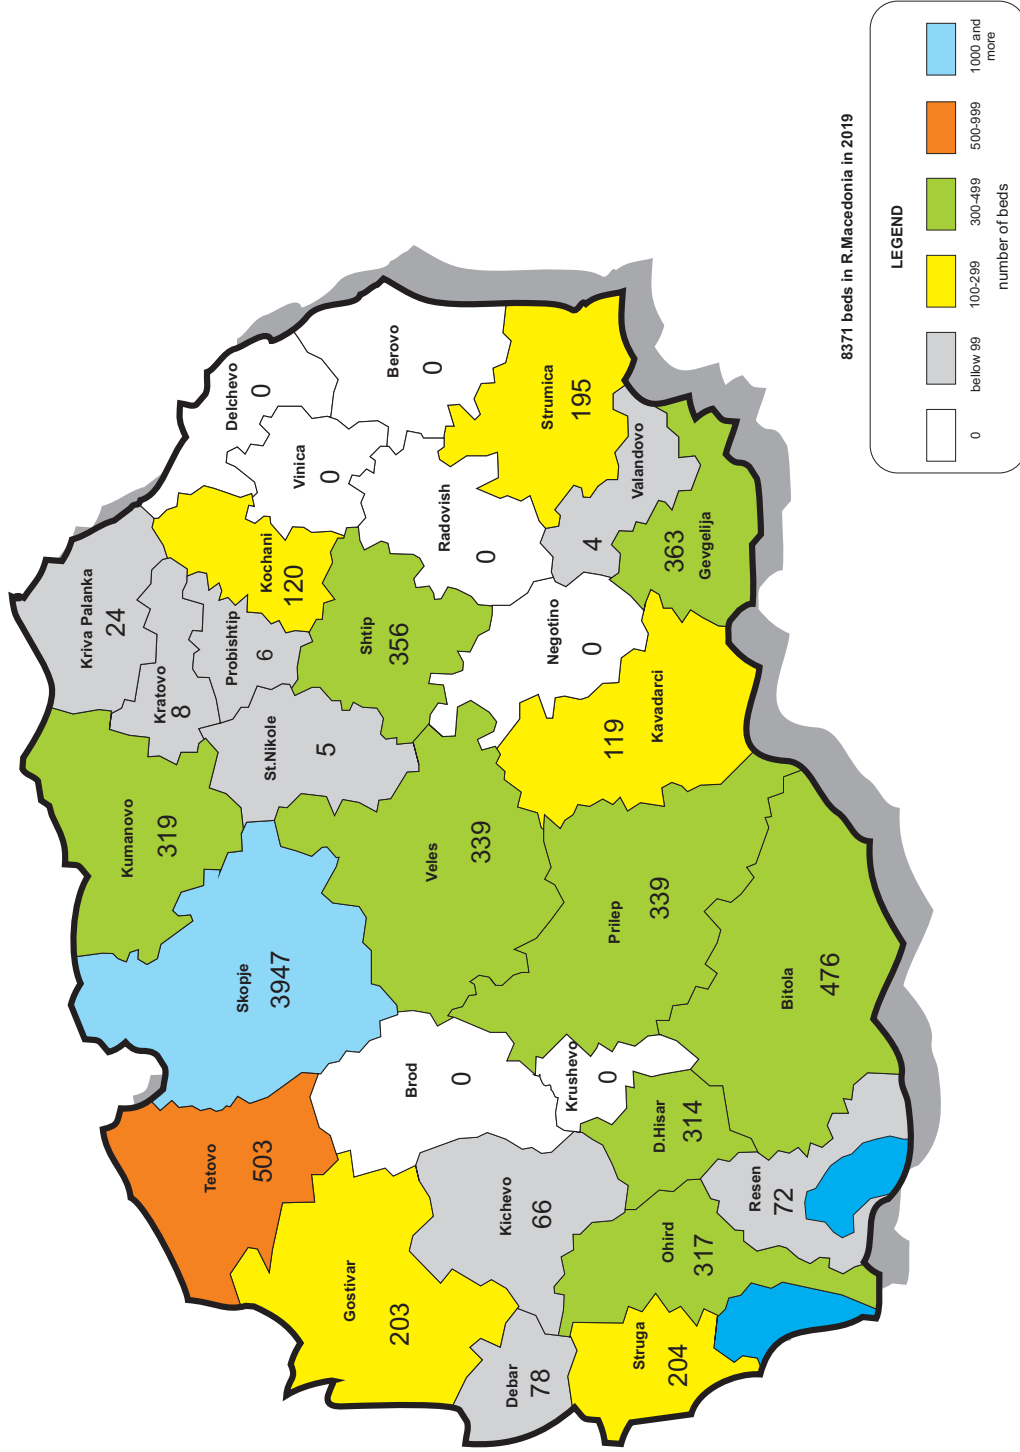 Kriva Palanka
24
Kratovo
8
Kumanovo
319
Probishtip
6
Kochani
120
Delchevo
0
Vinica
0
Berovo
0
St.Nikole
5
Shtip
356
Radovish
0
Strumica
195
Skopje
3947
Tetovo
503
Veles
339
Negotino
0
Valandovo
4
Gevgelija
363
Kavadarci
119
Gostivar
203
Brod
0
Kichevo
66
Krushevo
0
Prilep
339
Debar
78
Struga
204
Ohird
317
D.Hisar
314
Resen
72
Bitola
476
8371 beds in R.Macedonia in 2019
LEGEND
0
bellow 99
100-299
300-499
500-999
1000 and
more
number of beds